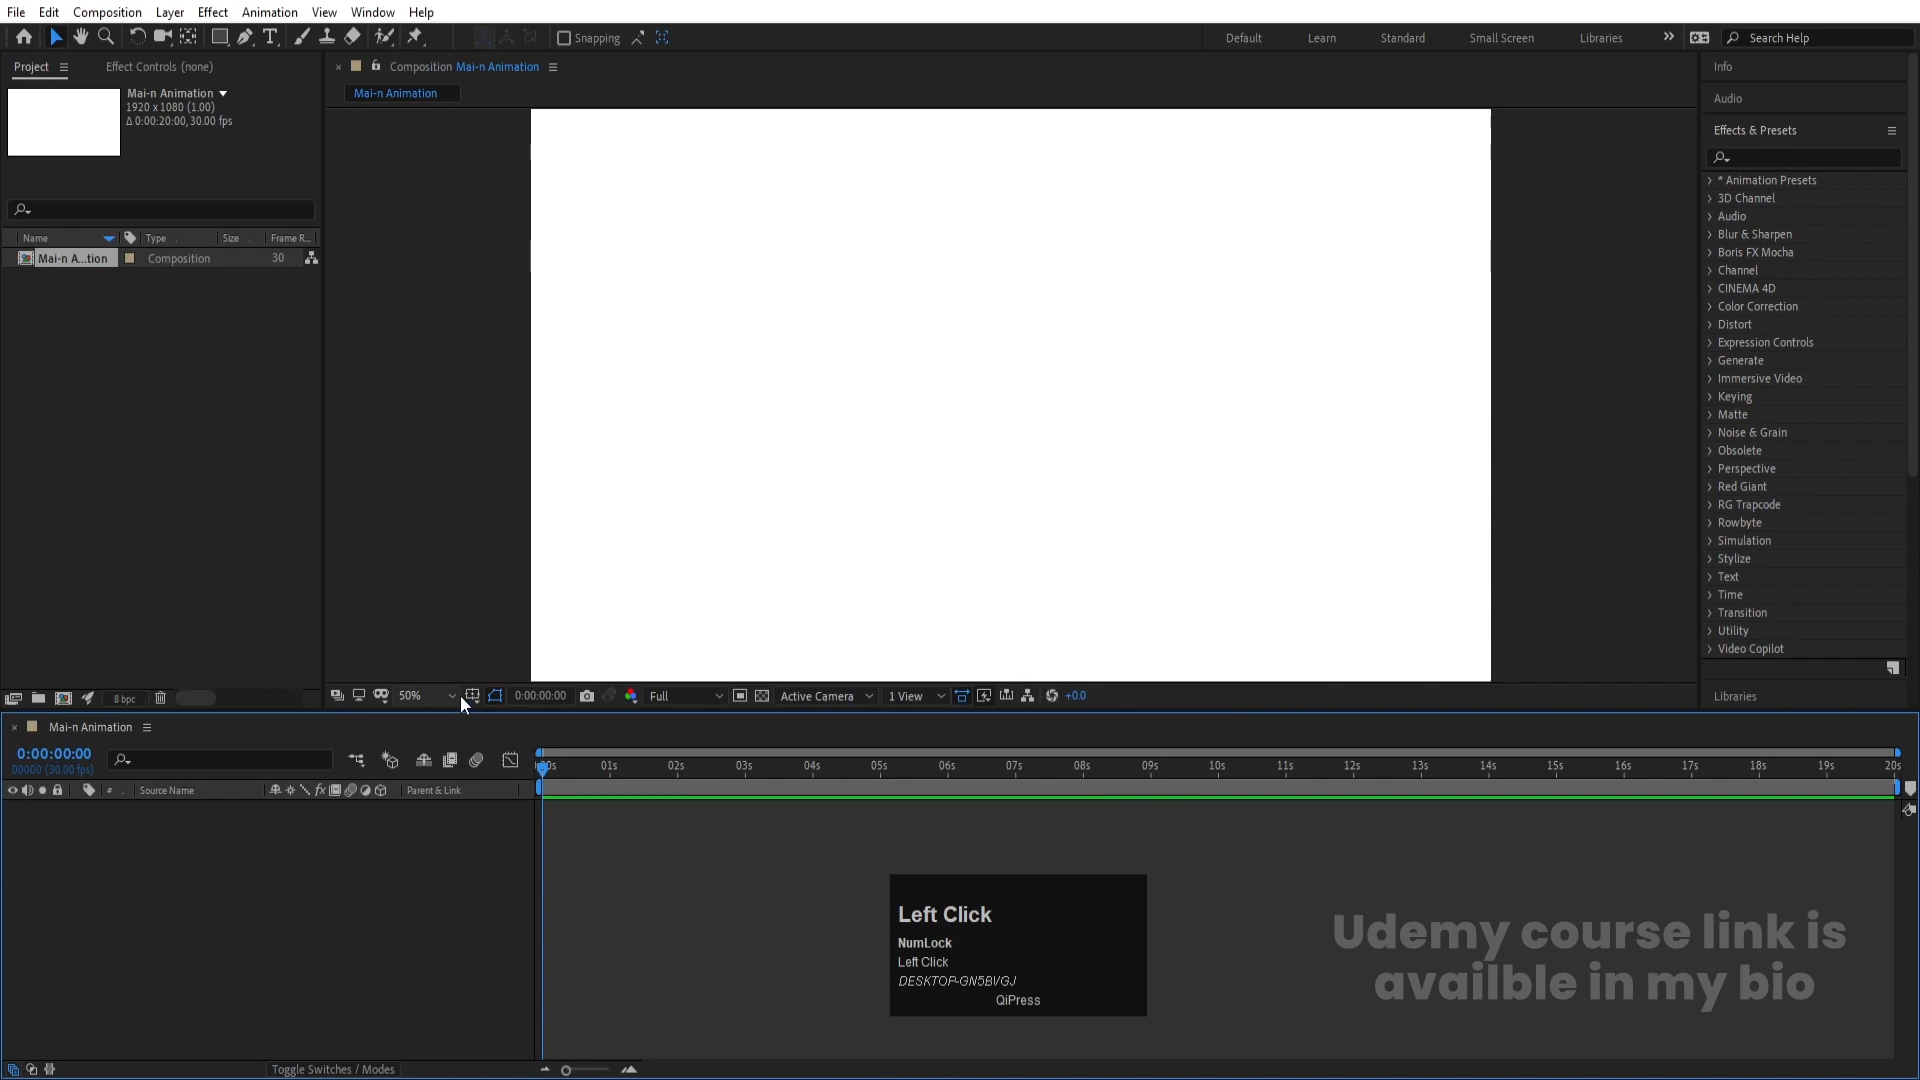 File Edit Composition Layer Effect Animation View Window Help
Snapping
Default Learn Standard Small Screen Libraries
Search Help
Project
Effect Controls (none)
Composition Mai-n Animation
Mai-n Animation
Mai-n Animation
1920 x 1080 (1.00)
Δ 0:00:20:00, 30.00 fps
Name Type Size Frame R...
Mai-n A...tion Composition 30
Info
Audio
Effects & Presets
* Animation Presets
3D Channel
Audio
Blur & Sharpen
Boris FX Mocha
Channel
CINEMA 4D
Color Correction
Distort
Expression Controls
Generate
Immersive Video
Keying
Matte
Noise & Grain
Obsolete
Perspective
Red Giant
RG Trapcode
Rowbyte
Simulation
Stylize
Text
Time
Transition
Utility
Video Copilot
Libraries
8 bpc
50% 0:00:00:00 Full Active Camera 1 View +0.0
Mai-n Animation
0:00:00:00
00000 (30.00 fps)
# Source Name Parent & Link
01s 02s 03s 04s 05s 06s 07s 08s 09s 10s 11s 12s 13s 14s 15s 16s 17s 18s 19s 20s
Left Click
NumLock
Left Click
DESKTOP-GN5BVGJ
QiPress
Udemy course link is
availble in my bio
Toggle Switches / Modes